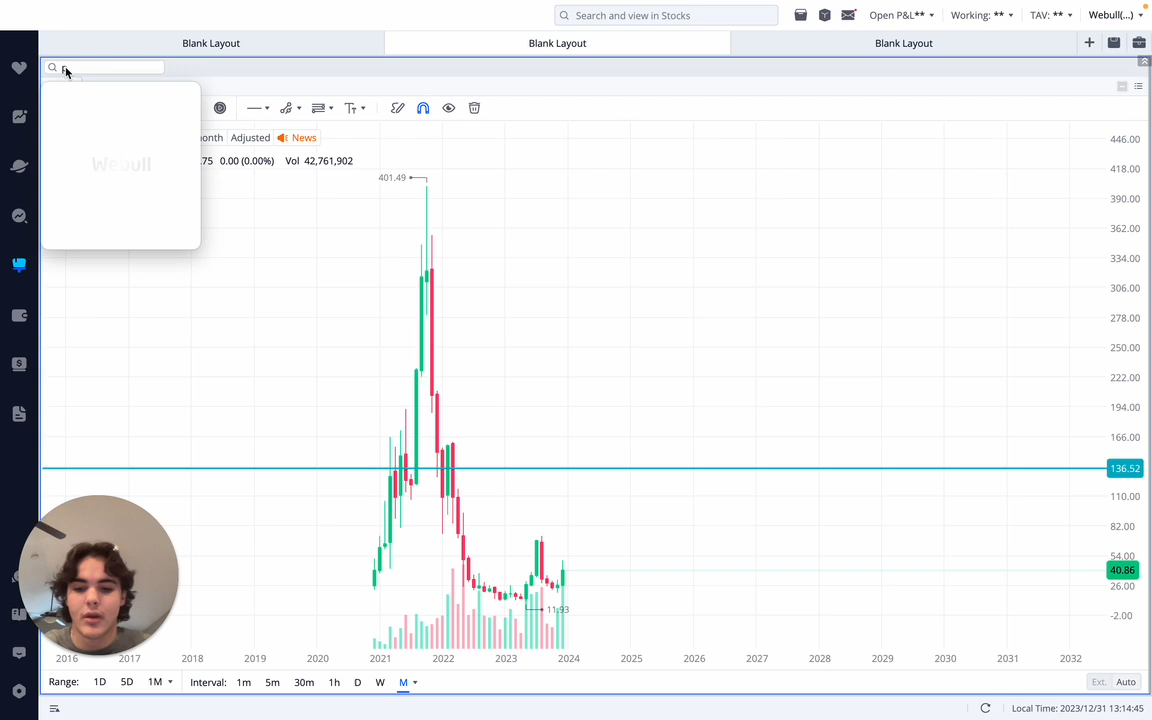 Search and view in Stocks
Open P&L**
Working: **
TAV: **
Webull(...)
Blank Layout
Blank Layout
Blank Layout
Webull
onth Adjusted News
.75 0.00 (0.00%) Vol 42,761,902
401.49
11.93
446.00
418.00
390.00
362.00
334.00
306.00
278.00
250.00
222.00
194.00
166.00
136.52
110.00
82.00
54.00
40.86
26.00
-2.00
2016 2017 2018 2019 2020 2021 2022 2023 2024 2025 2026 2027 2028 2029 2030 2031 2032
Range: 1D 5D 1M Interval: 1m 5m 30m 1h D W M
Ext. Auto
Local Time: 2023/12/31 13:14:45